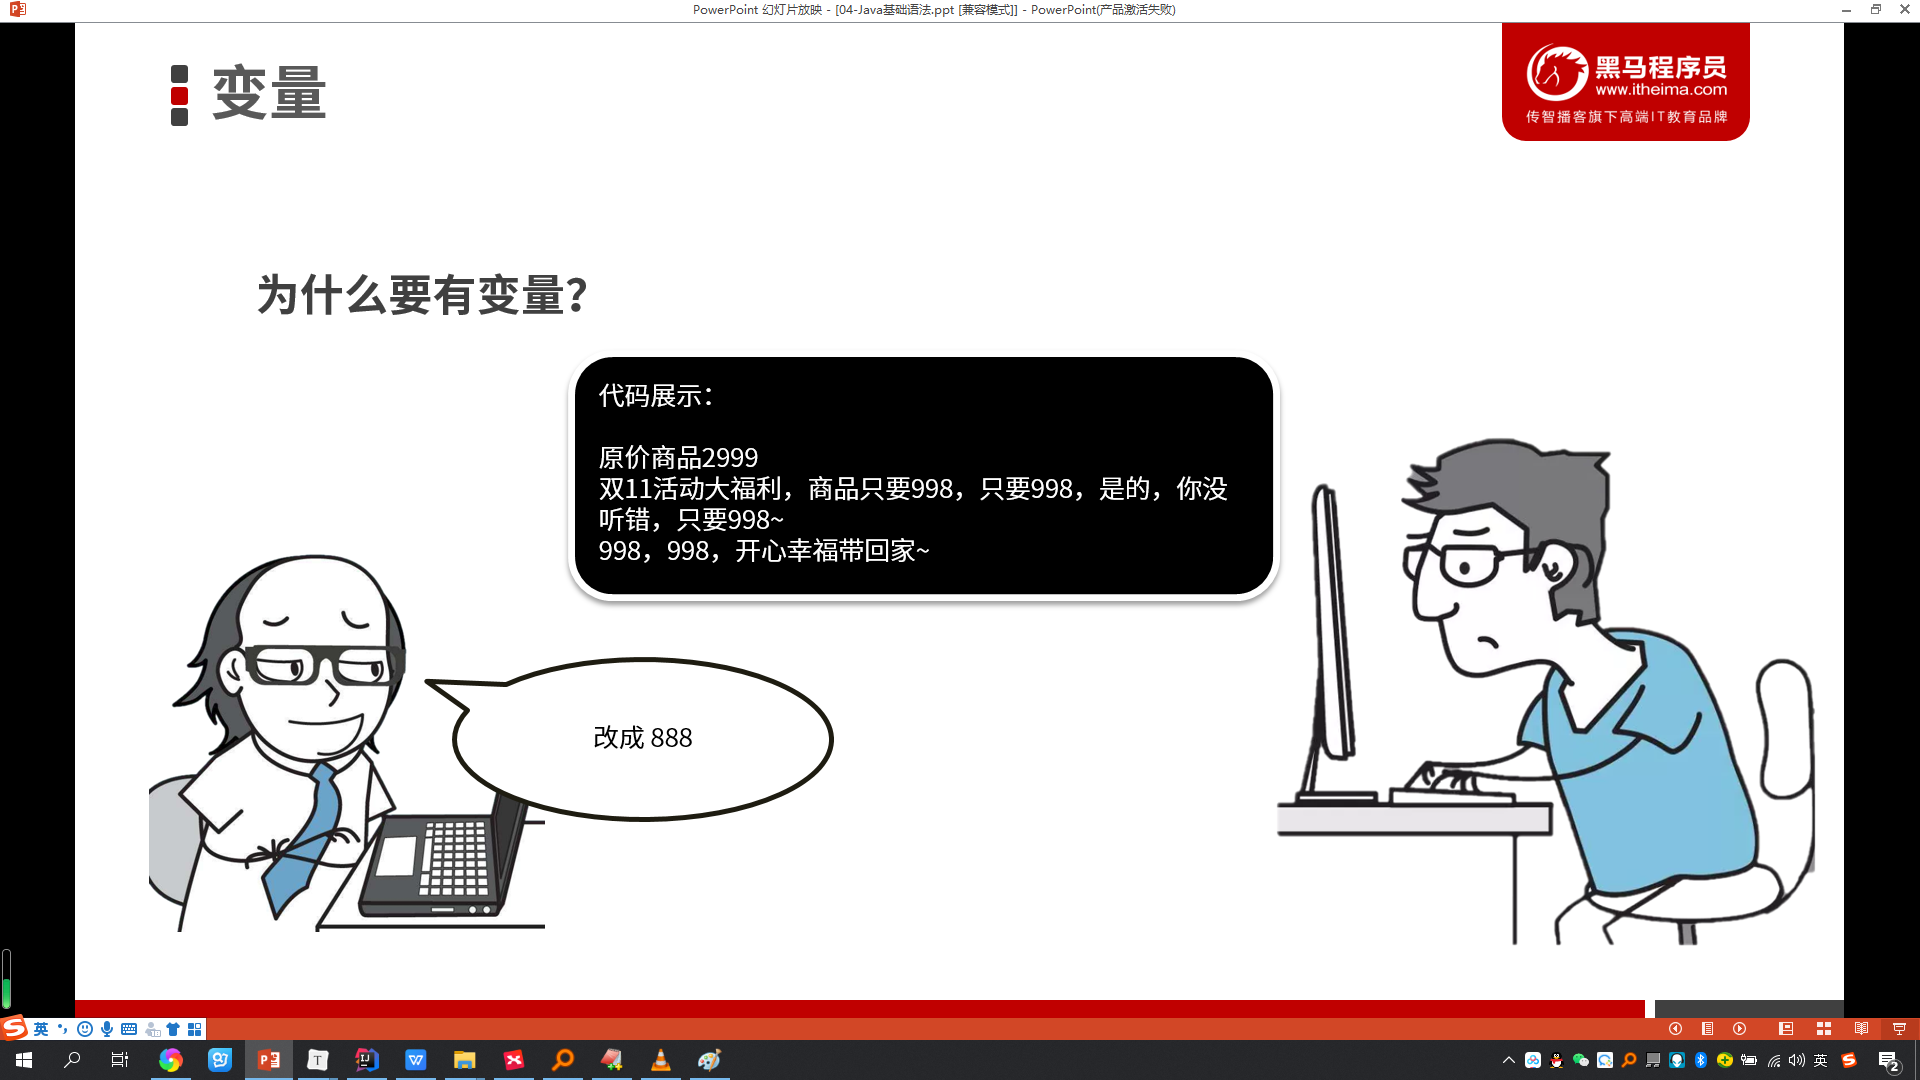 PowerPoint 幻灯片放映 - [04-Java基础语法.ppt [兼容模式]] - PowerPoint(产品激活失败)
变量
黑马程序员
www.itheima.com
传智播客旗下高端IT教育品牌
为什么要有变量？
代码展示：
原价商品2999
双11活动大福利，商品只要998，只要998，是的，你没
听错，只要998~
998，998，开心幸福带回家~
改成 888
英
英
2